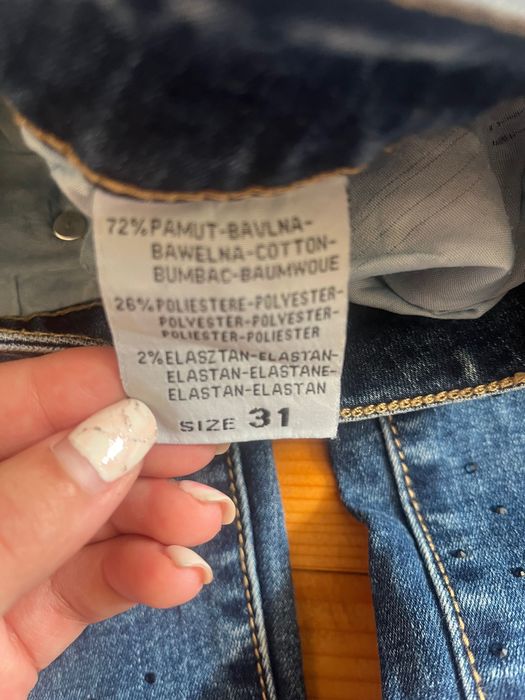 72%PAMUT-BAVLNA-
BAWELNA-COTTON-
BUMBAC-BAUMWOUE
26%POLIESTERE-POLYESTER-
POLYESTER-POLYESTER-
POLIESTER-POLIESTER
2%ELASZTAN-ELASTAN-
ELASTAN-ELASTANE-
ELASTAN-ELASTAN
SIZE 31